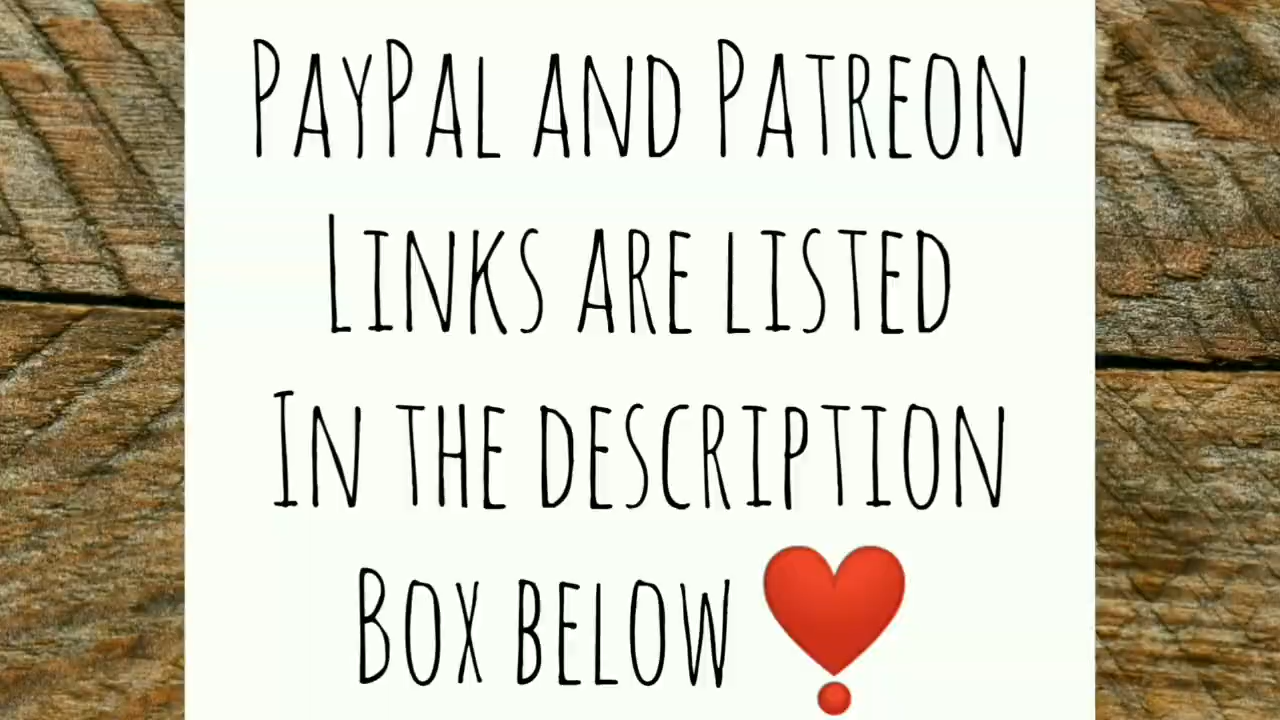 PayPal and Patreon
Links are listed
In the description
Box below ❣️